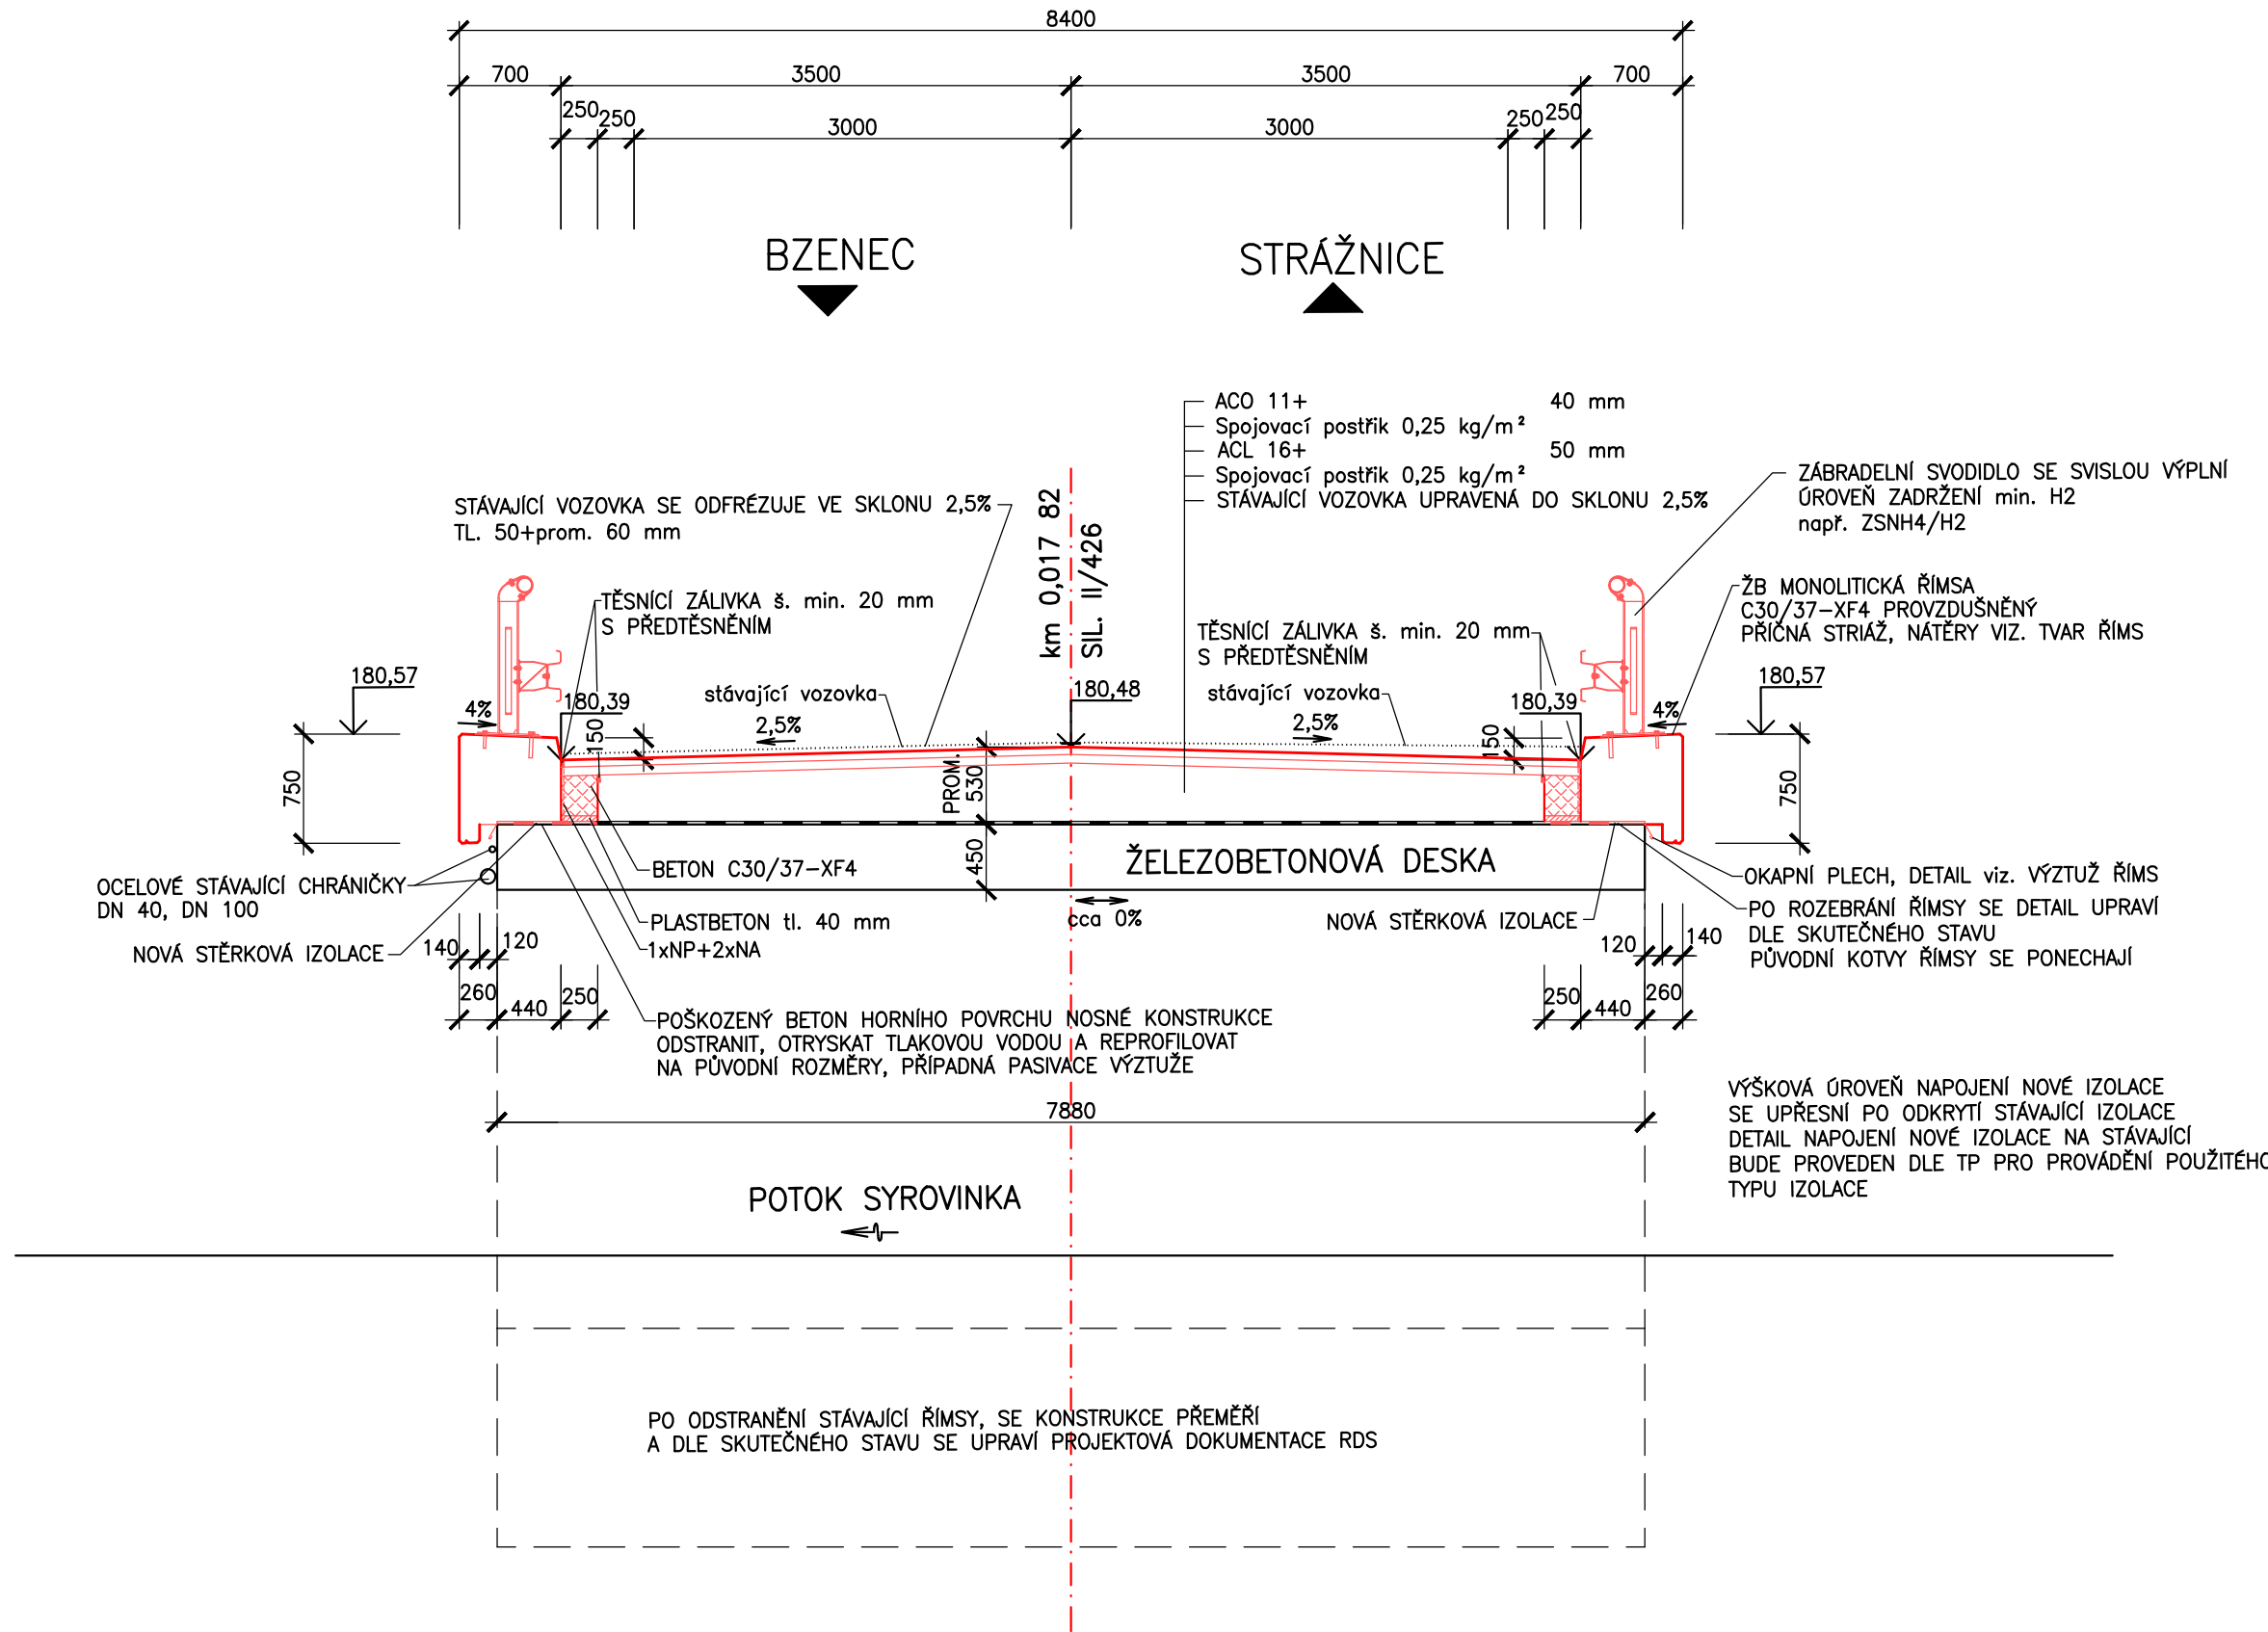 8400
700
3500
3500
700
250
250
3000
3000
250
250
BZENEC
STRÁŽNICE
ACO 11+ 40 mm
Spojovací postřik 0,25 kg/m²
ACL 16+ 50 mm
Spojovací postřik 0,25 kg/m²
STÁVAJÍCÍ VOZOVKA UPRAVENÁ DO SKLONU 2,5%
STÁVAJÍCÍ VOZOVKA SE ODFRÉZUJE VE SKLONU 2,5%
TL. 50+prom. 60 mm
km 0,017 82
SIL. II/426
ZÁBRADELNÍ SVODIDLO SE SVISLOU VÝPLNÍ
ÚROVEŇ ZADRŽENÍ min. H2
např. ZSNH4/H2
TĚSNÍCÍ ZÁLIVKA š. min. 20 mm
S PŘEDTĚSNĚNÍM
TĚSNÍCÍ ZÁLIVKA š. min. 20 mm
S PŘEDTĚSNĚNÍM
ŽB MONOLITICKÁ ŘÍMSA
C30/37-XF4 PROVZDUŠNĚNÝ
PŘÍČNÁ STRIÁŽ, NÁTĚRY VIZ. TVAR ŘÍMS
180,57
180,39
stávající vozovka
180,48
stávající vozovka
180,39
180,57
4%
2,5%
2,5%
4%
150
150
750
PROM.
530
750
450
ŽELEZOBETONOVÁ DESKA
BETON C30/37-XF4
OCELOVÉ STÁVAJÍCÍ CHRÁNIČKY
DN 40, DN 100
OKAPNÍ PLECH, DETAIL viz. VÝZTUŽ ŘÍMS
PLASTBETON tl. 40 mm
1xNP+2xNA
cca 0%
NOVÁ STĚRKOVÁ IZOLACE
PO ROZEBRÁNÍ ŘÍMSY SE DETAIL UPRAVÍ
DLE SKUTEČNÉHO STAVU
PŮVODNÍ KOTVY ŘÍMSY SE PONECHAJÍ
NOVÁ STĚRKOVÁ IZOLACE
140
120
120
140
260
440
250
250
440
260
POŠKOZENÝ BETON HORNÍHO POVRCHU NOSNÉ KONSTRUKCE
ODSTRANIT, OTRYSKAT TLAKOVOU VODOU A REPROFILOVAT
NA PŮVODNÍ ROZMĚRY, PŘÍPADNÁ PASIVACE VÝZTUŽE
7880
VÝŠKOVÁ ÚROVEŇ NAPOJENÍ NOVÉ IZOLACE
SE UPŘESNÍ PO ODKRYTÍ STÁVAJÍCÍ IZOLACE
DETAIL NAPOJENÍ NOVÉ IZOLACE NA STÁVAJÍCÍ
BUDE PROVEDEN DLE TP PRO PROVÁDĚNÍ POUŽITÉHO
TYPU IZOLACE
POTOK SYROVINKA
PO ODSTRANĚNÍ STÁVAJÍCÍ ŘÍMSY, SE KONSTRUKCE PŘEMĚŘÍ
A DLE SKUTEČNÉHO STAVU SE UPRAVÍ PROJEKTOVÁ DOKUMENTACE RDS